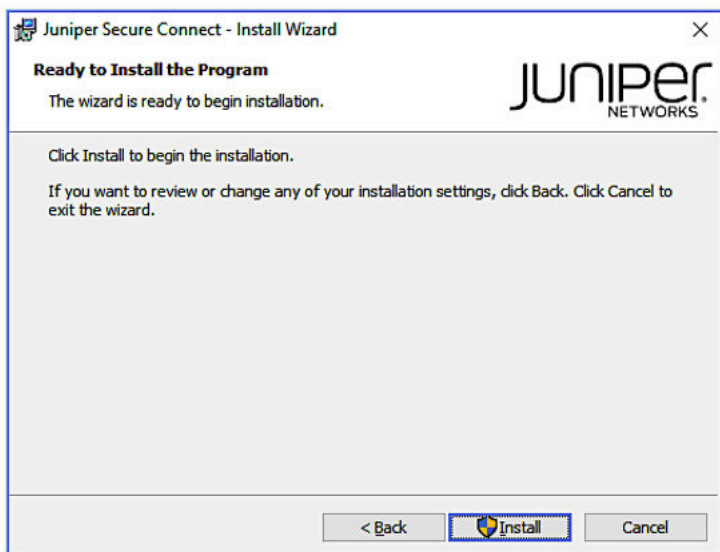 Juniper Secure Connect - Install Wizard
Ready to Install the Program
The wizard is ready to begin installation.
JUNIPER
NETWORKS
Click Install to begin the installation.
If you want to review or change any of your installation settings, click Back. Click Cancel to
exit the wizard.
< Back
Install
Cancel